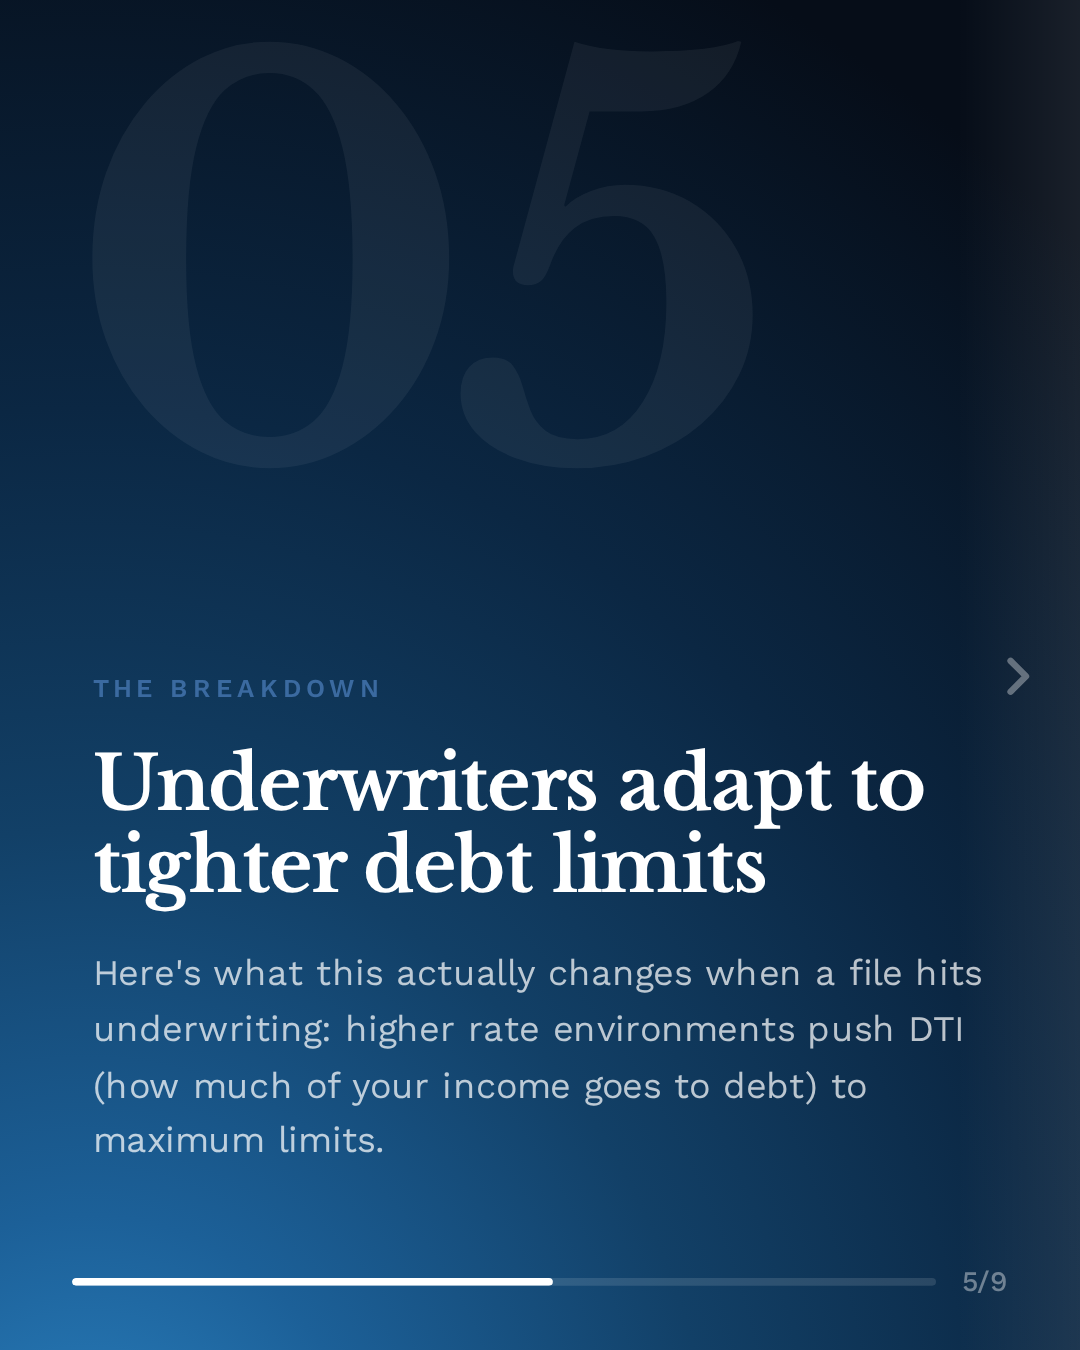 05
THE BREAKDOWN
Underwriters adapt to
tighter debt limits
Here's what this actually changes when a file hits
underwriting: higher rate environments push DTI
(how much of your income goes to debt) to
maximum limits.
5/9